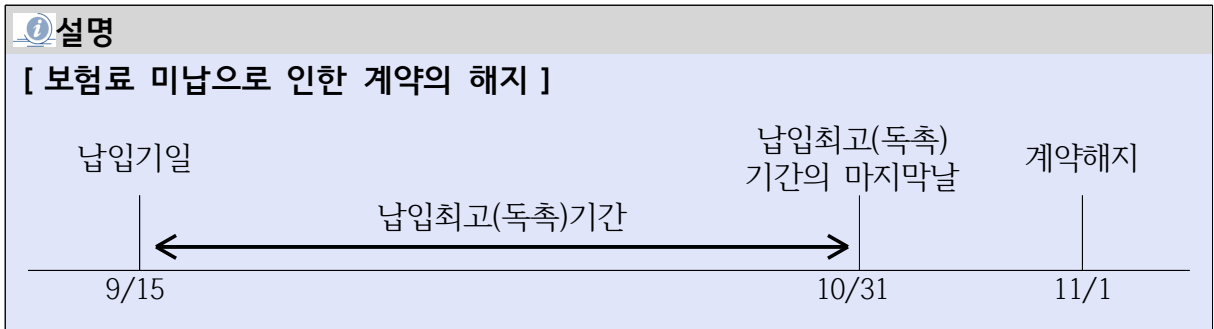 설명
[ 보험료 미납으로 인한 계약의 해지 ]
납입기일
납입최고(독촉)
기간의 마지막날
계약해지
납입최고(독촉)기간
9/15
10/31
11/1